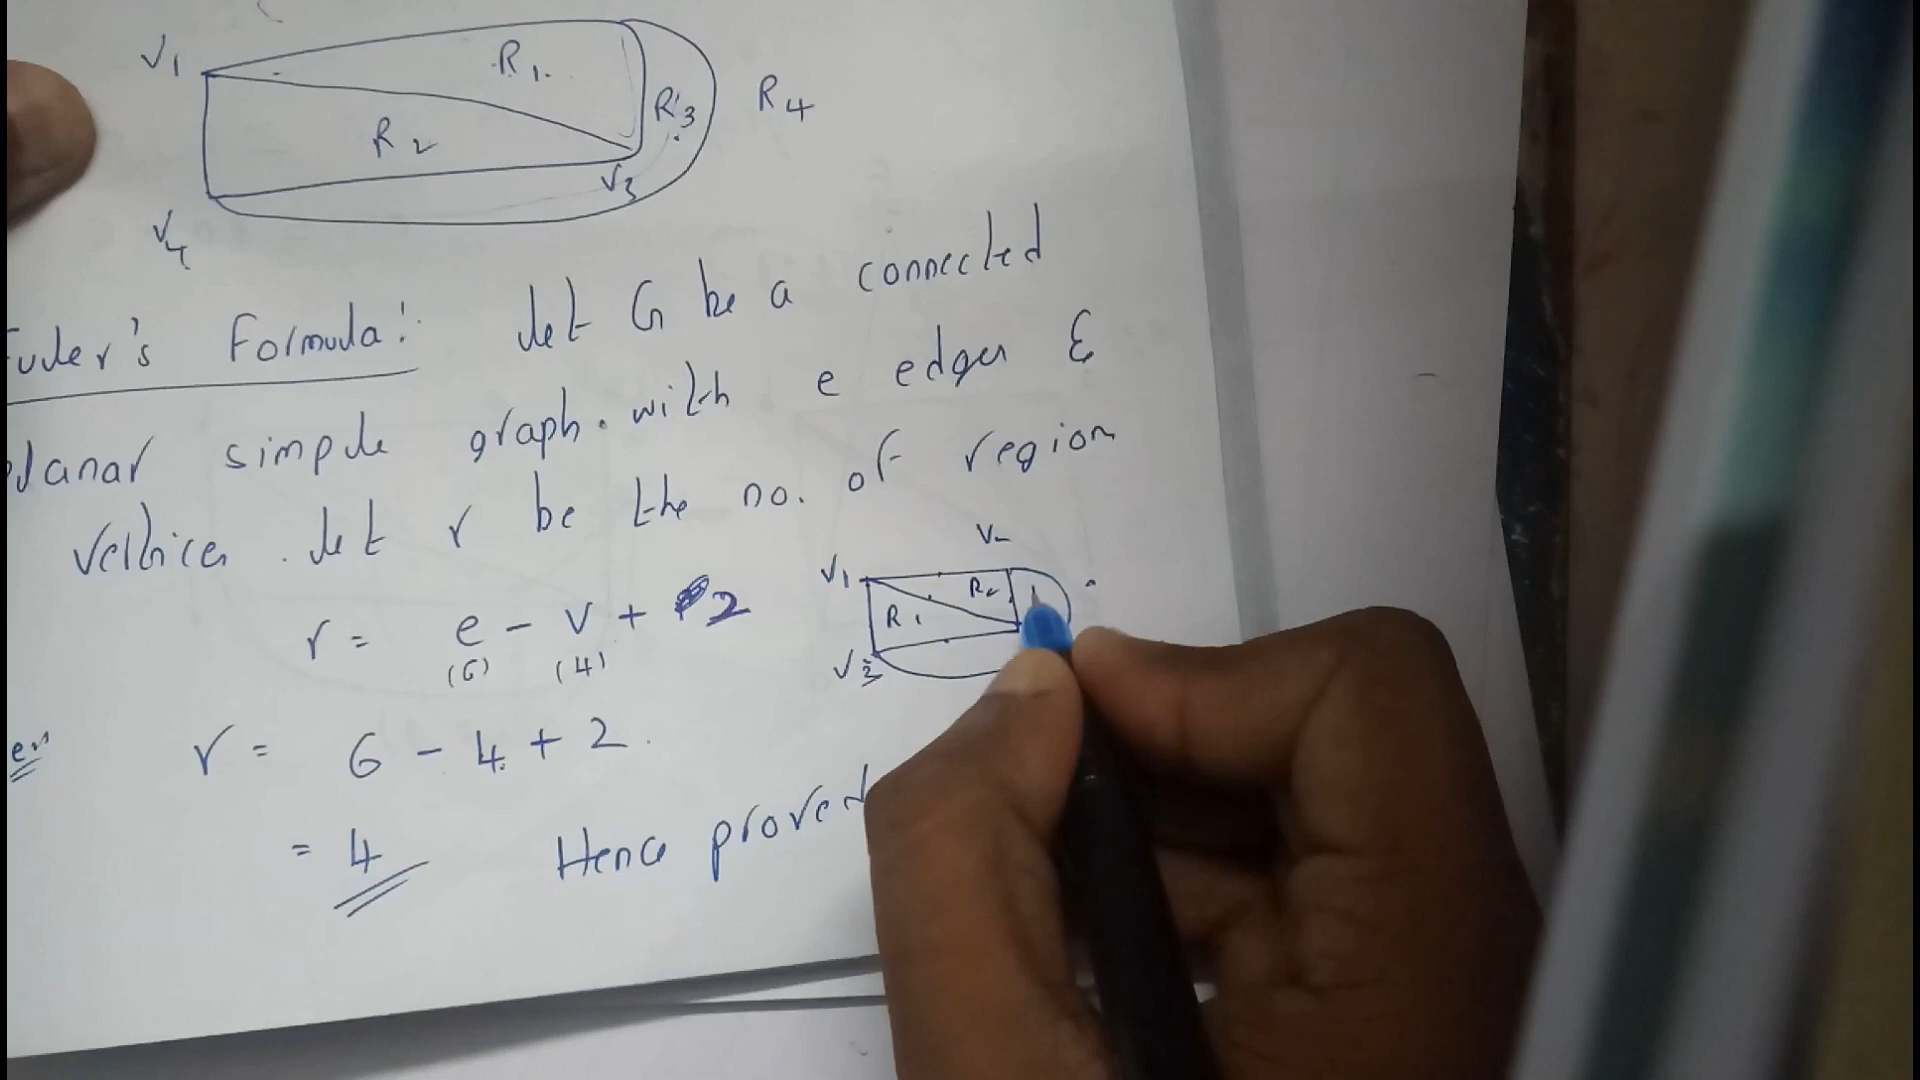 V1
R1.
R2
R3
R4
V3
V4
Euler's Formula: let G be a connected
planar simple graph. with e edges &
vertices. let r be the no. of region
r = e - v + 2
(6) (4)
r = 6 - 4 + 2.
= 4 Hence proved
V1
V2
R1
R2
V3